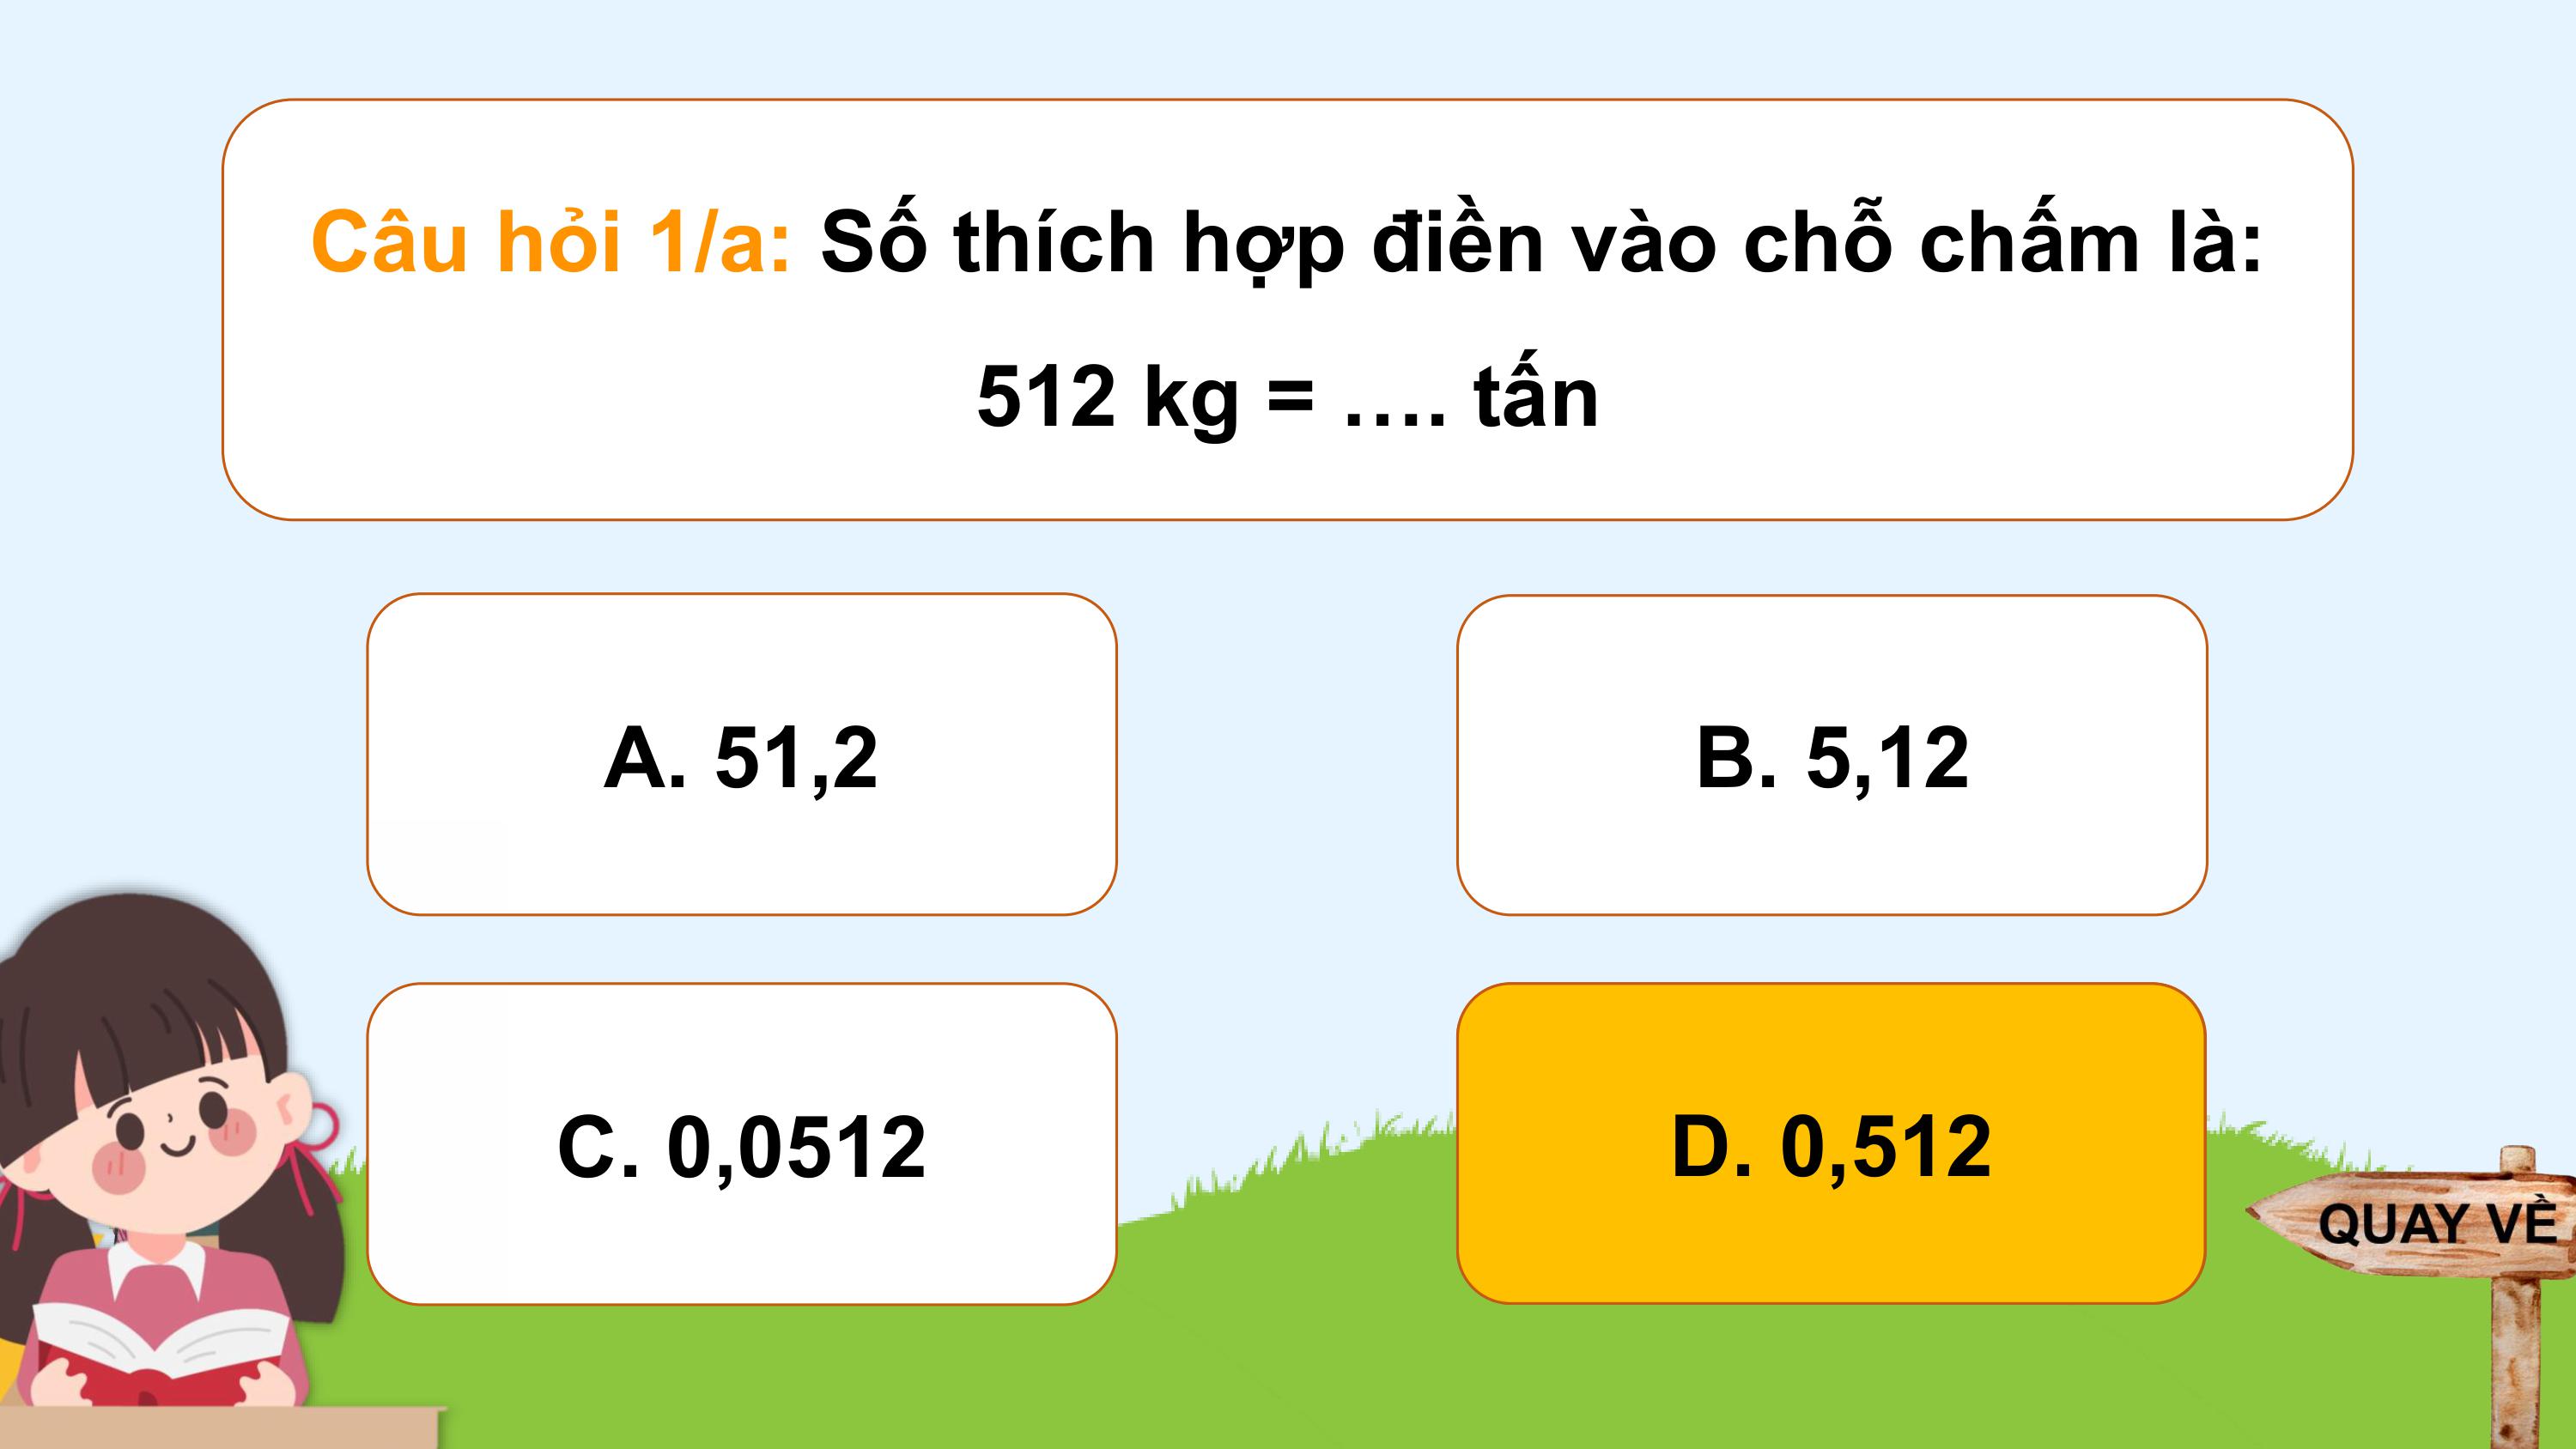 Câu hỏi 1/a: Số thích hợp điền vào chỗ chấm là:
512 kg = .... tấn
A. 51,2
B. 5,12
C. 0,0512
D. 0,512
QUAY VỀ